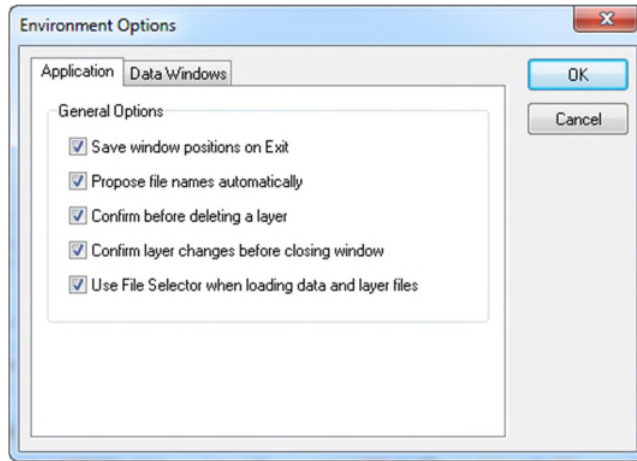 Environment Options
Application Data Windows
OK
General Options
Cancel
Save window positions on Exit
Propose file names automatically
Confirm before deleting a layer
Confirm layer changes before closing window
Use File Selector when loading data and layer files